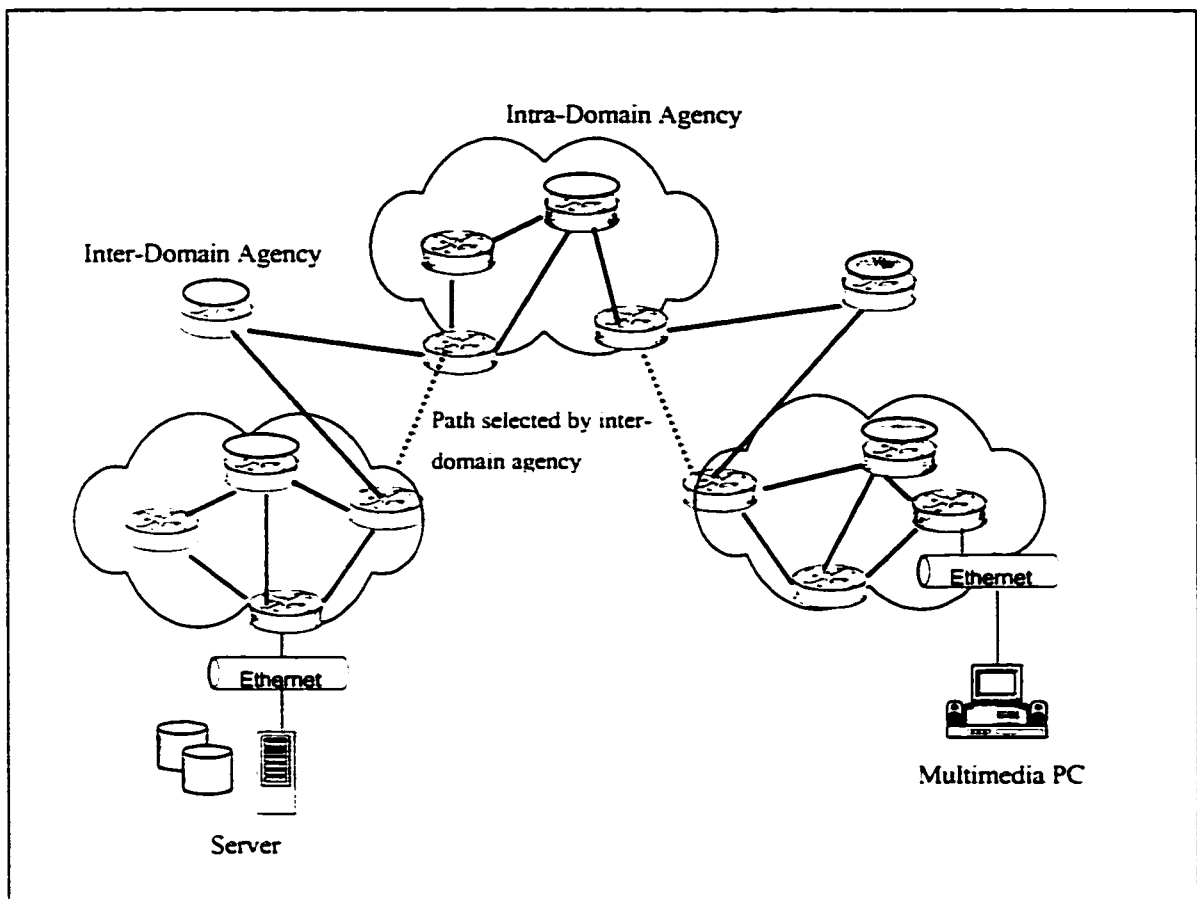 Intra-Domain Agency
Inter-Domain Agency
Path selected by inter-
domain agency
Ethernet
Ethernet
Multimedia PC
Server